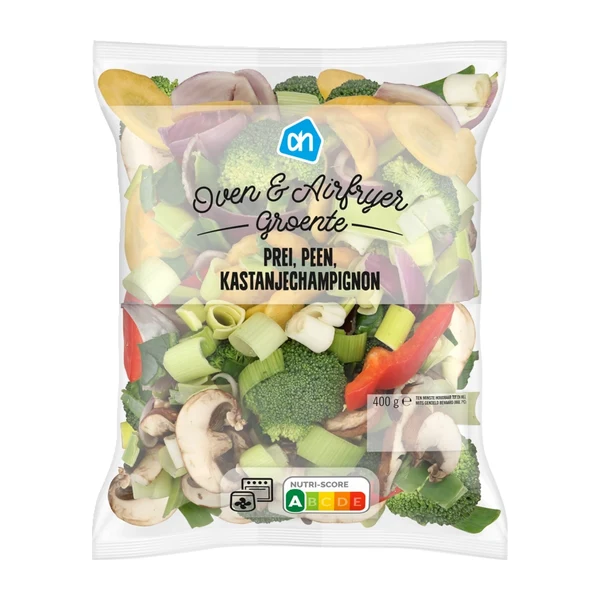 ah
Oven & Airfryer
Groente
PREI, PEEN,
KASTANJECHAMPIGNON
400 g ℮
NUTRI-SCORE
A B C D E